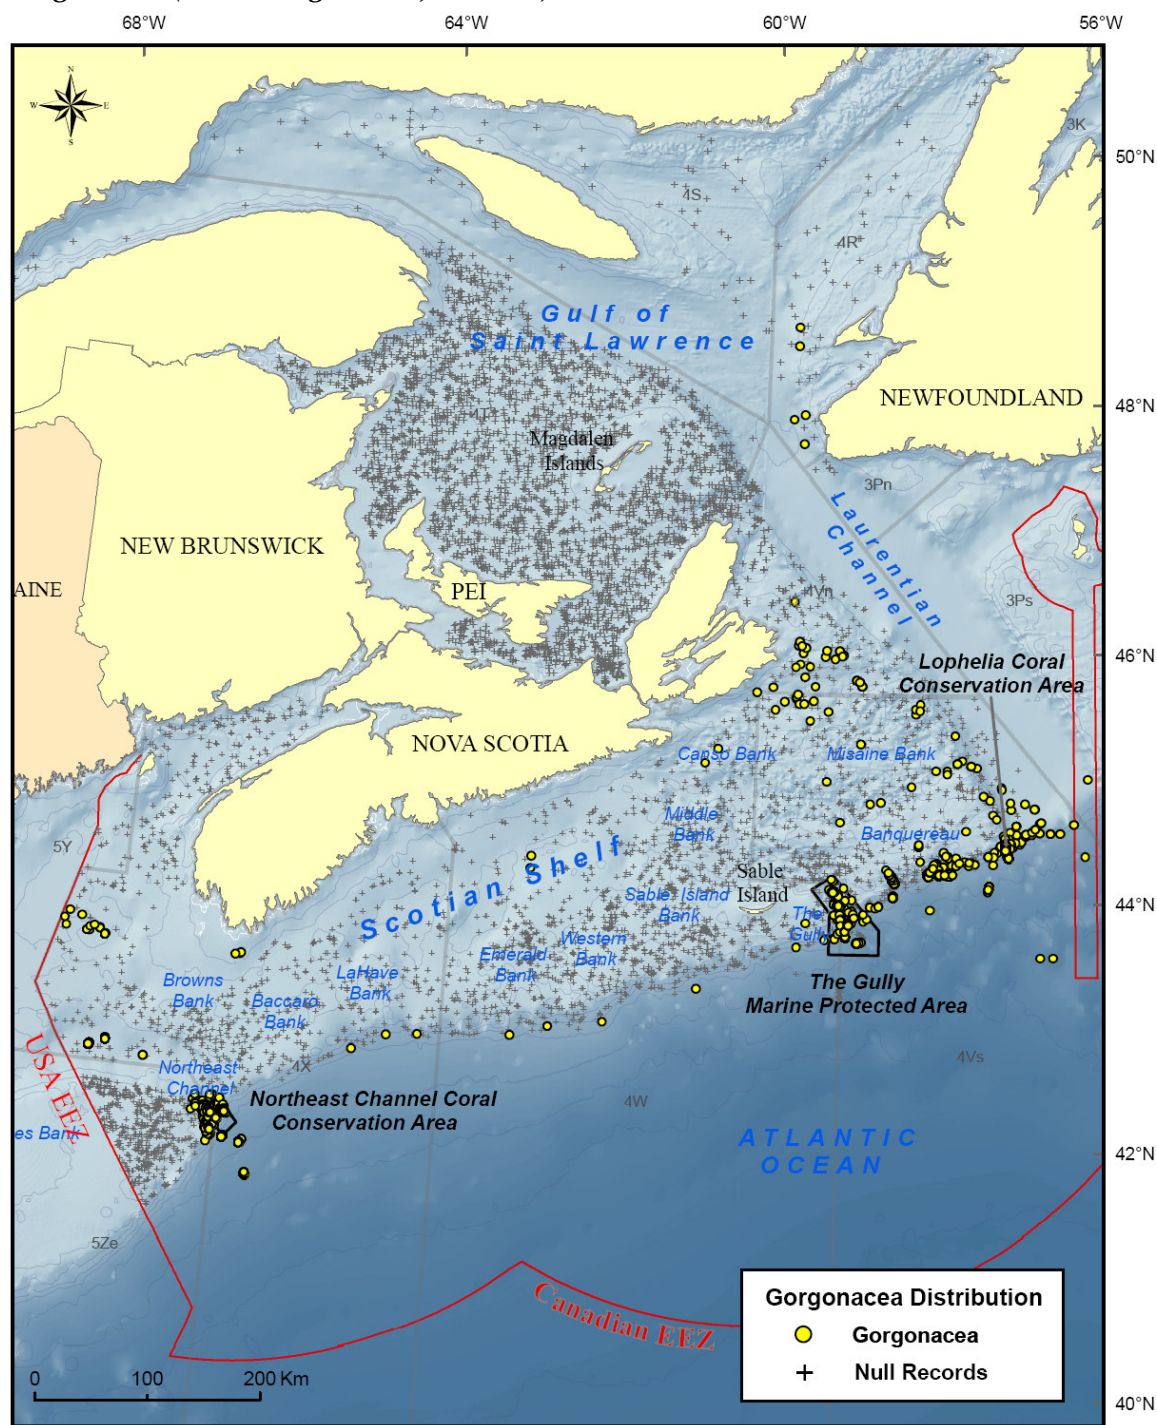 68°W
64°W
60°W
56°W
N
W
E
S
3K
50°N
4S
4R
Gulf of
Saint Lawrence
NEWFOUNDLAND
48°N
4T
Magdalen
Islands
3Pn
Laurentian
Channel
NEW BRUNSWICK
AINE
PEI
4Vn
3Ps
46°N
Lophelia Coral
Conservation Area
NOVA SCOTIA
Canso Bank
Misaine Bank
Middle
Bank
Banquereau
5Y
Scotian Shelf
Sable
Island
Sable Island
Bank
The
Gully
44°N
Western
Bank
Emerald
Bank
LaHave
Bank
Browns
Bank
Baccaro
Bank
The Gully
Marine Protected Area
USA EEZ
4X
4Vs
Northeast
Channel
4W
Northeast Channel Coral
Conservation Area
es Bank
ATLANTIC
OCEAN
42°N
5Ze
Canadian EEZ
Gorgonacea Distribution
Gorgonacea
Null Records
0 100 200 Km
40°N